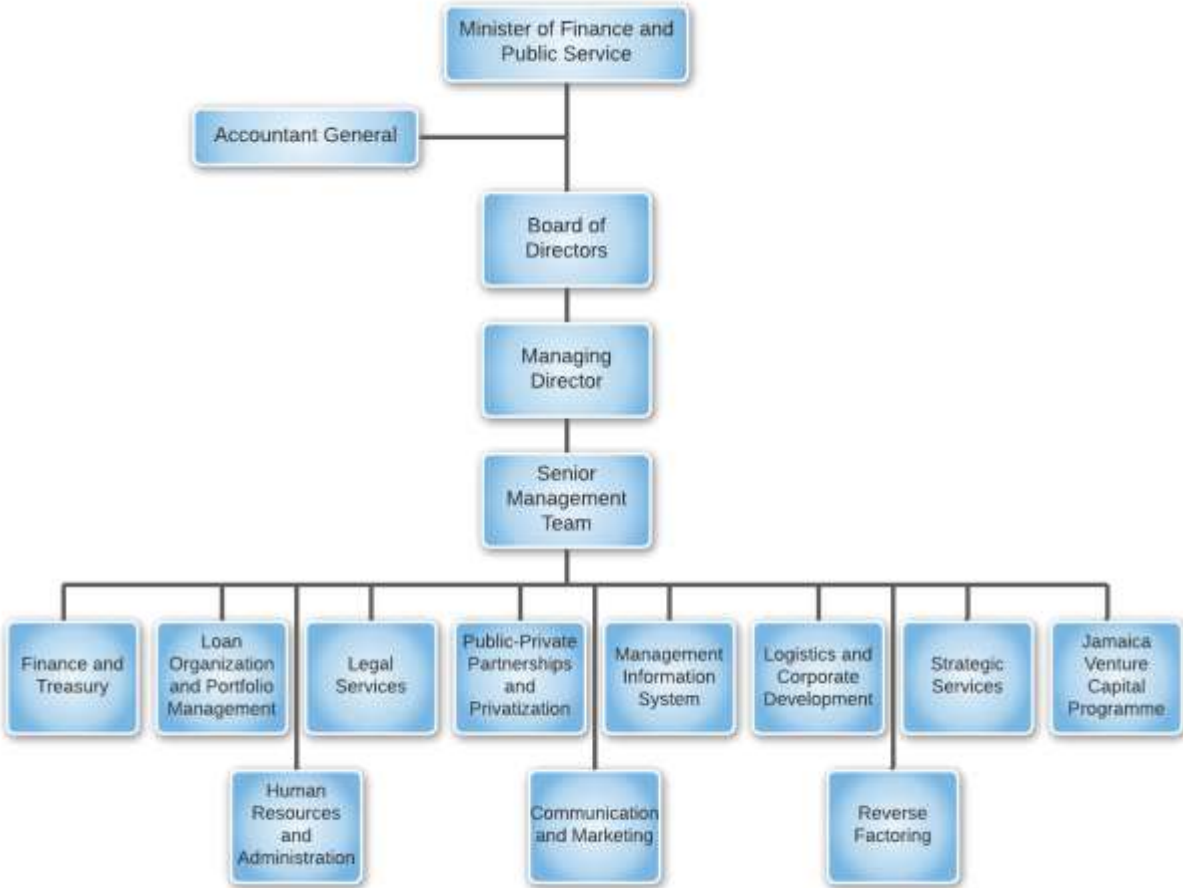 Minister of Finance and
Public Service
Accountant General
Board of
Directors
Managing
Director
Senior
Management
Team
Finance and
Treasury
Loan
Organization
and Portfolio
Management
Legal
Services
Public-Private
Partnerships
and
Privatization
Management
Information
System
Logistics and
Corporate
Development
Strategic
Services
Jamaica
Venture
Capital
Programme
Human
Resources
and
Administration
Communication
and Marketing
Reverse
Factoring